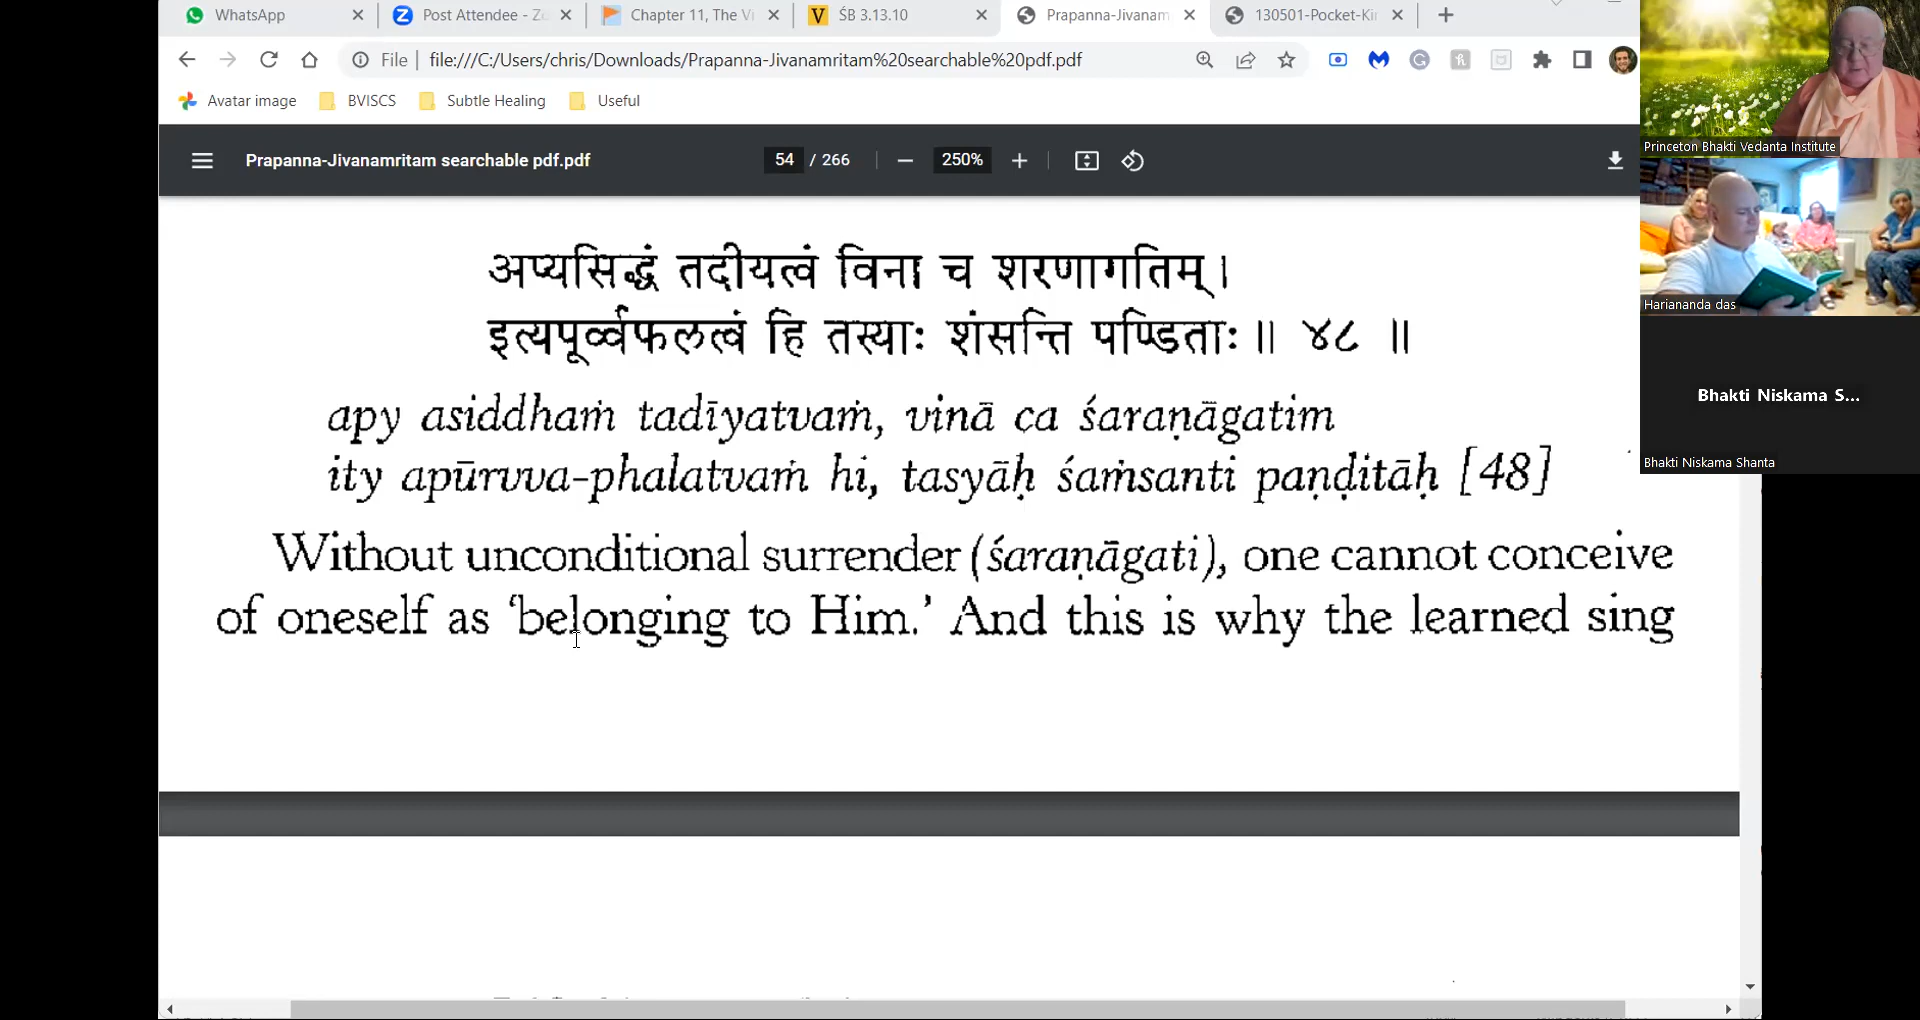 WhatsApp
Post Attendee - Zo
Chapter 11, The Vi
V ŚB 3.13.10
Prapanna-Jivanam
130501-Pocket-Kir
File file:///C:/Users/chris/Downloads/Prapanna-Jivanamritam%20searchable%20pdf.pdf
Avatar image BVISCS Subtle Healing Useful
Prapanna-Jivanamritam searchable pdf.pdf 54 / 266 250%
अप्यसिद्धं तदीयत्वं विना च शरणागतिम् ।
इत्यपूर्व्वफलत्वं हि तस्याः शंसन्ति पण्डिताः ॥ ४८ ॥
apy asiddhaṁ tadīyatvaṁ, vinā ca śaraṇāgatim
ity apūrvva-phalatvaṁ hi, tasyāḥ śaṁsanti paṇḍitāḥ [48]
Without unconditional surrender (śaraṇāgati), one cannot conceive
of oneself as ‘belonging to Him.’ And this is why the learned sing
Princeton Bhakti Vedanta Institute
Hariananda das
Bhakti Niskama S...
Bhakti Niskama Shanta